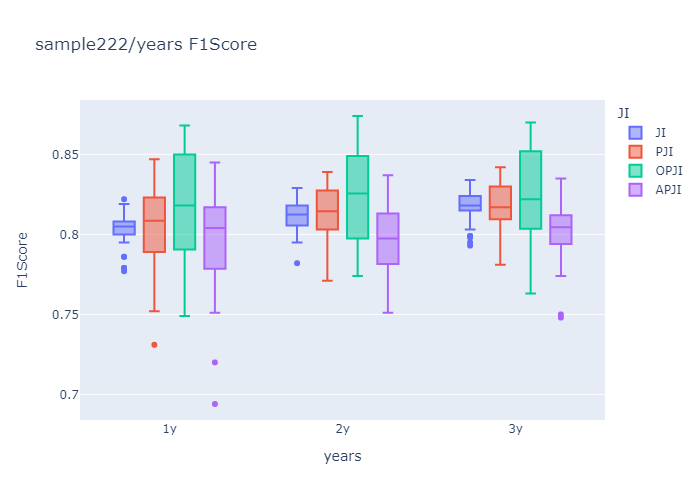 sample222/years F1Score
JI
JI
PJI
OPJI
APJI
F1Score
0.85
0.8
0.75
0.7
1y
2y
3y
years